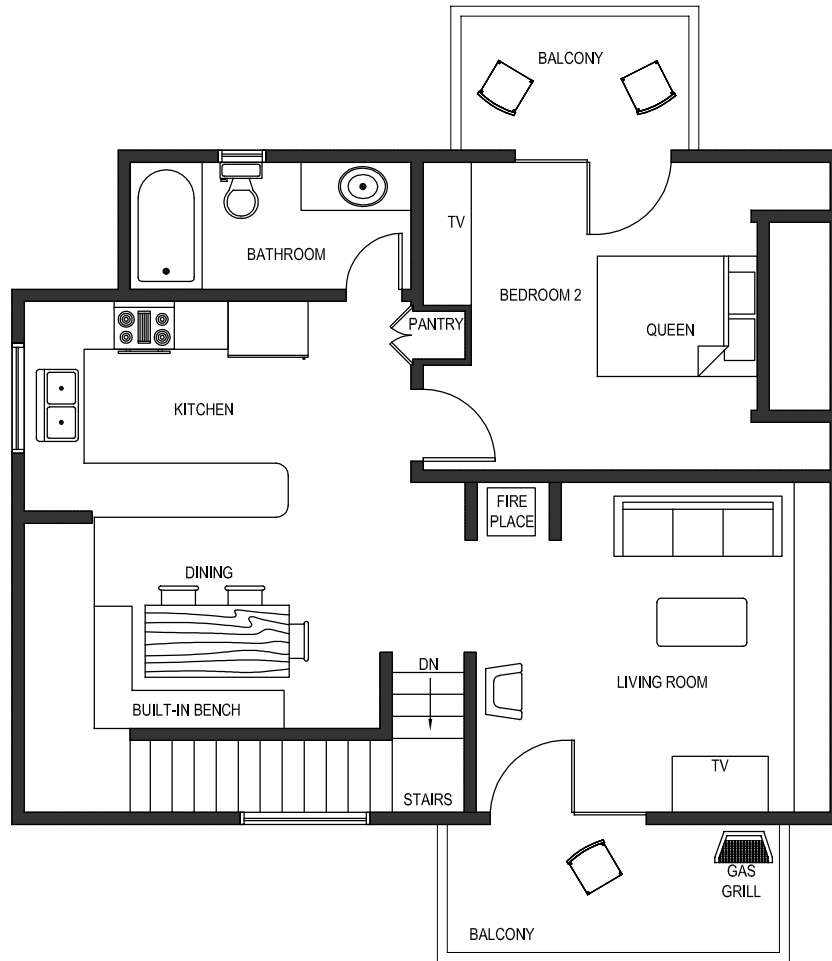 BALCONY
TV
BATHROOM
BEDROOM 2
PANTRY
QUEEN
KITCHEN
FIRE
PLACE
DINING
DN
LIVING ROOM
BUILT-IN BENCH
TV
STAIRS
GAS
GRILL
BALCONY